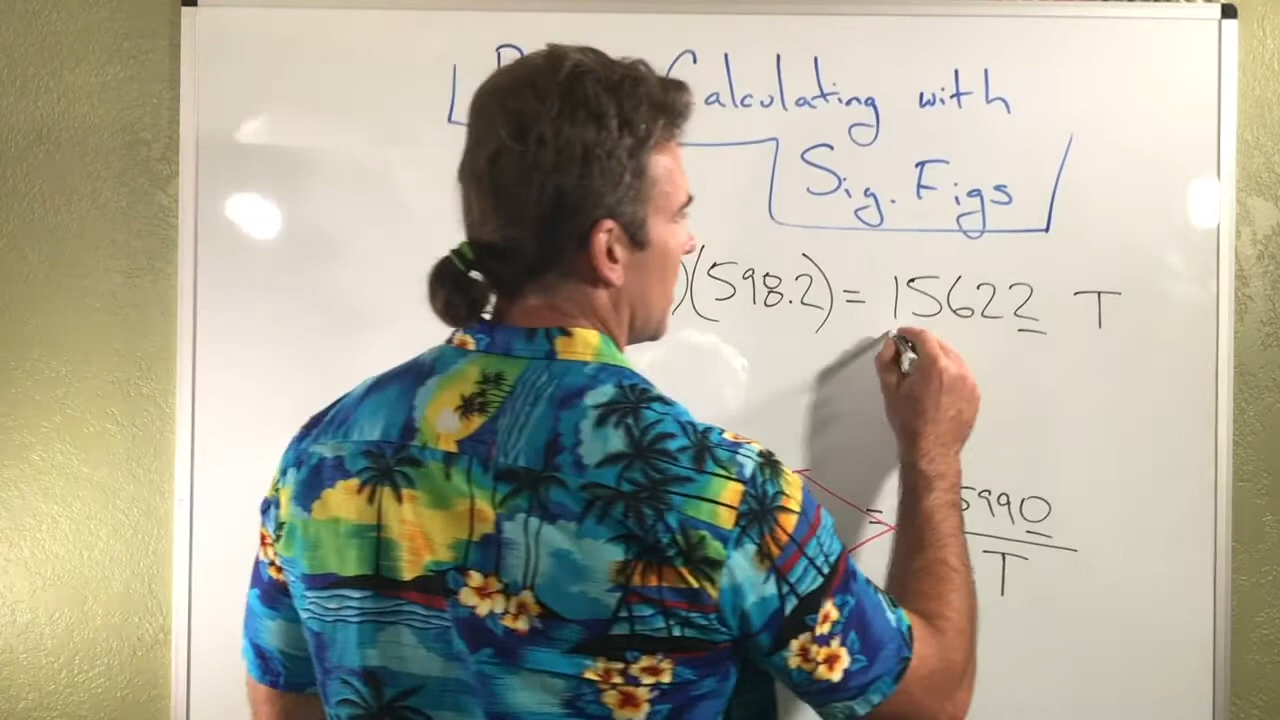 Calculating with
Sig. Figs
)(598.2) = 15622 T
= 5990
T